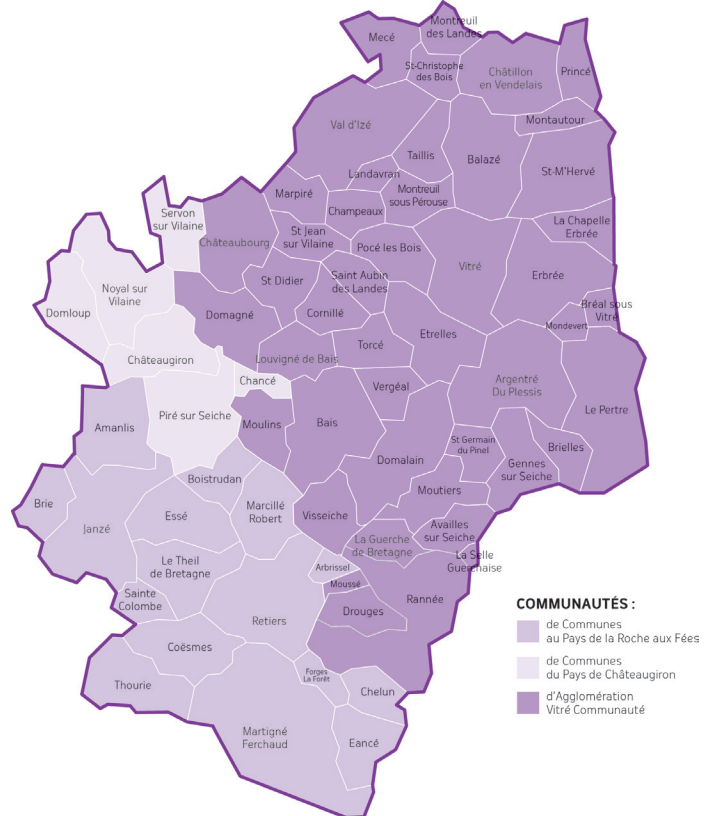 Montreuil
des Landes
Mecé
St-Christophe
des Bois
Châtillon
en Vendelais
Princé
Montautour
Val d'Izé
Taillis
Balazé
St-M'Hervé
Landavran
Montreuil
sous Pérouse
Marpiré
Champeaux
Servon
sur Vilaine
La Chapelle
Erbrée
Châteaubourg
St Jean
sur Vilaine
Pocé les Bois
Vitré
Erbrée
St Didier
Saint Aubin
des Landes
Noyal sur
Vilaine
Domloup
Domagné
Cornillé
Bréal sous
Vitré
Mondevert
Etrelles
Torcé
Châteaugiron
Louvigné de Bais
Chancé
Vergéal
Argentré
Du Plessis
Le Pertre
Piré sur Seiche
Amanlis
Moulins
Bais
St Germain
du Pinel
Brielles
Domalain
Gennes
sur Seiche
Boistrudan
Moutiers
Brie
Janzé
Essé
Marcillé
Robert
Visseiche
Availles
sur Seiche
La Guerche
de Bretagne
La Selle
Guerchaise
Le Theil
de Bretagne
Arbrissel
Moussé
Sainte
Colombe
Drouges
Rannée
Retiers
Coësmes
Forges
La Forêt
Thourie
Chelun
Martigné
Ferchaud
Eancé
COMMUNAUTÉS :
de Communes
au Pays de la Roche aux Fées
de Communes
du Pays de Châteaugiron
d'Agglomération
Vitré Communauté